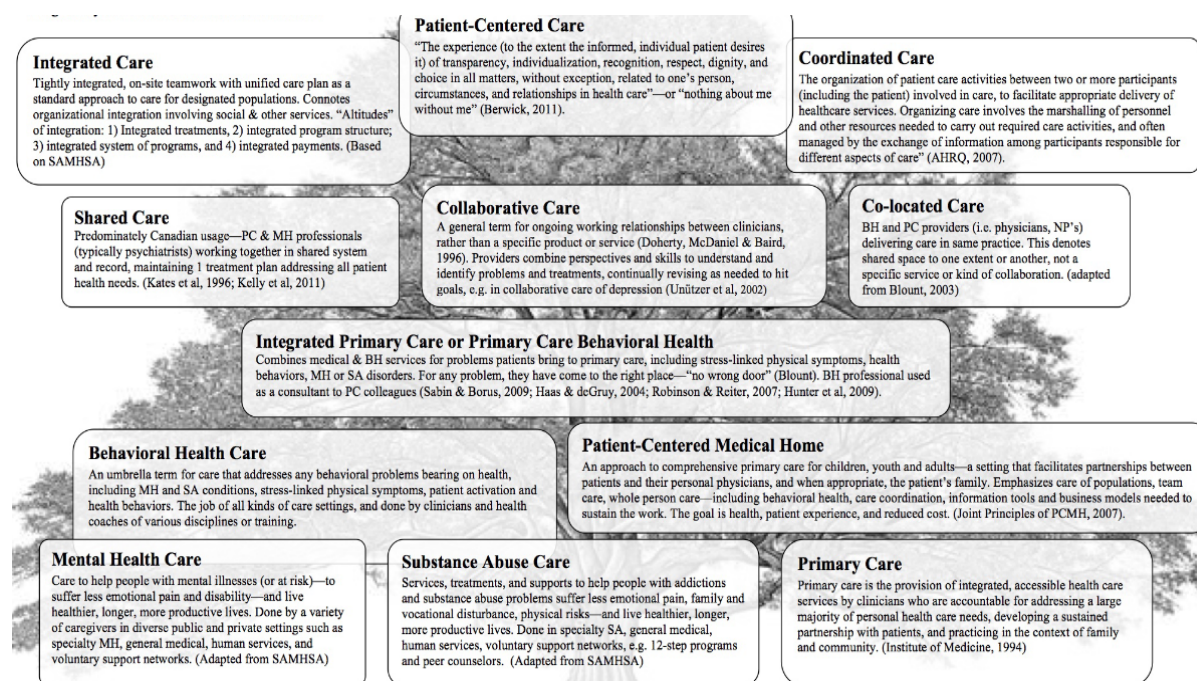 Patient-Centered Care
"The experience (to the extent the informed, individual patient desires
it) of transparency, individualization, recognition, respect, dignity, and
choice in all matters, without exception, related to one's person,
circumstances, and relationships in health care"—or "nothing about me
without me" (Berwick, 2011).
Integrated Care
Tightly integrated, on-site teamwork with unified care plan as a
standard approach to care for designated populations. Connotes
organizational integration involving social & other services. "Altitudes"
of integration: 1) Integrated treatments, 2) integrated program structure;
3) integrated system of programs, and 4) integrated payments. (Based
on SAMHSA)
Coordinated Care
The organization of patient care activities between two or more participants
(including the patient) involved in care, to facilitate appropriate delivery of
healthcare services. Organizing care involves the marshalling of personnel
and other resources needed to carry out required care activities, and often
managed by the exchange of information among participants responsible for
different aspects of care" (AHRQ, 2007).
Shared Care
Predominately Canadian usage—PC & MH professionals
(typically psychiatrists) working together in shared system
and record, maintaining 1 treatment plan addressing all patient
health needs. (Kates et al, 1996; Kelly et al, 2011)
Collaborative Care
A general term for ongoing working relationships between clinicians,
rather than a specific product or service (Doherty, McDaniel & Baird,
1996). Providers combine perspectives and skills to understand and
identify problems and treatments, continually revising as needed to hit
goals, e.g. in collaborative care of depression (Unützer et al, 2002)
Co-located Care
BH and PC providers (i.e. physicians, NP's)
delivering care in same practice. This denotes
shared space to one extent or another, not a
specific service or kind of collaboration. (adapted
from Blount, 2003)
Integrated Primary Care or Primary Care Behavioral Health
Combines medical & BH services for problems patients bring to primary care, including stress-linked physical symptoms, health
behaviors, MH or SA disorders. For any problem, they have come to the right place—"no wrong door" (Blount). BH professional used
as a consultant to PC colleagues (Sabin & Borus, 2009; Haas & deGruy, 2004; Robinson & Reiter, 2007; Hunter et al, 2009).
Behavioral Health Care
An umbrella term for care that addresses any behavioral problems bearing on health,
including MH and SA conditions, stress-linked physical symptoms, patient activation and
health behaviors. The job of all kinds of care settings, and done by clinicians and health
coaches of various disciplines or training.
Patient-Centered Medical Home
An approach to comprehensive primary care for children, youth and adults—a setting that facilitates partnerships between
patients and their personal physicians, and when appropriate, the patient's family. Emphasizes care of populations, team
care, whole person care—including behavioral health, care coordination, information tools and business models needed to
sustain the work. The goal is health, patient experience, and reduced cost. (Joint Principles of PCMH, 2007).
Mental Health Care
Care to help people with mental illnesses (or at risk)—to
suffer less emotional pain and disability—and live
healthier, longer, more productive lives. Done by a variety
of caregivers in diverse public and private settings such as
specialty MH, general medical, human services, and
voluntary support networks. (Adapted from SAMHSA)
Substance Abuse Care
Services, treatments, and supports to help people with addictions
and substance abuse problems suffer less emotional pain, family and
vocational disturbance, physical risks—and live healthier, longer,
more productive lives. Done in specialty SA, general medical,
human services, voluntary support networks, e.g. 12-step programs
and peer counselors. (Adapted from SAMHSA)
Primary Care
Primary care is the provision of integrated, accessible health care
services by clinicians who are accountable for addressing a large
majority of personal health care needs, developing a sustained
partnership with patients, and practicing in the context of family
and community. (Institute of Medicine, 1994)